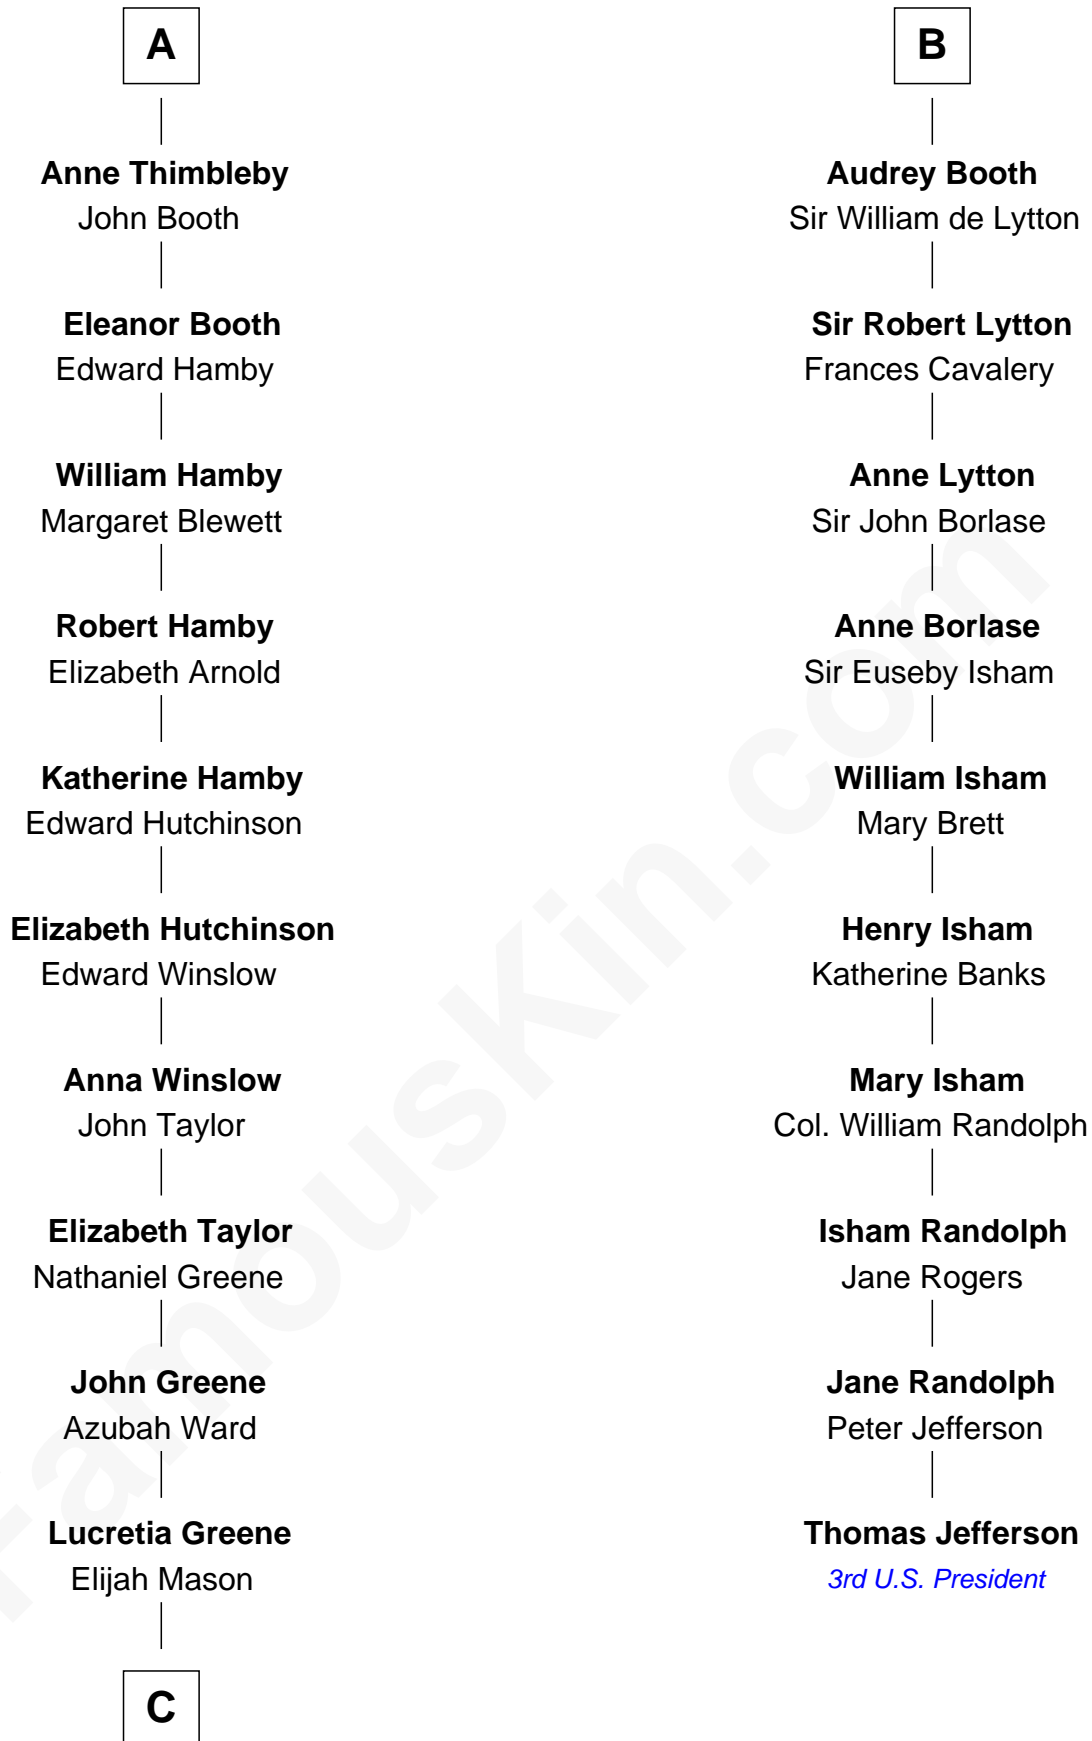 A
Anne Thimbleby
John Booth
Eleanor Booth
Edward Hamby
William Hamby
Margaret Blewett
Robert Hamby
Elizabeth Arnold
Katherine Hamby
Edward Hutchinson
Elizabeth Hutchinson
Edward Winslow
Anna Winslow
John Taylor
Elizabeth Taylor
Nathaniel Greene
John Greene
Azubah Ward
Lucretia Greene
Elijah Mason
C
B
Audrey Booth
Sir William de Lytton
Sir Robert Lytton
Frances Cavalery
Anne Lytton
Sir John Borlase
Anne Borlase
Sir Euseby Isham
William Isham
Mary Brett
Henry Isham
Katherine Banks
Mary Isham
Col. William Randolph
Isham Randolph
Jane Rogers
Jane Randolph
Peter Jefferson
Thomas Jefferson
3rd U.S. President
FamousKin.com